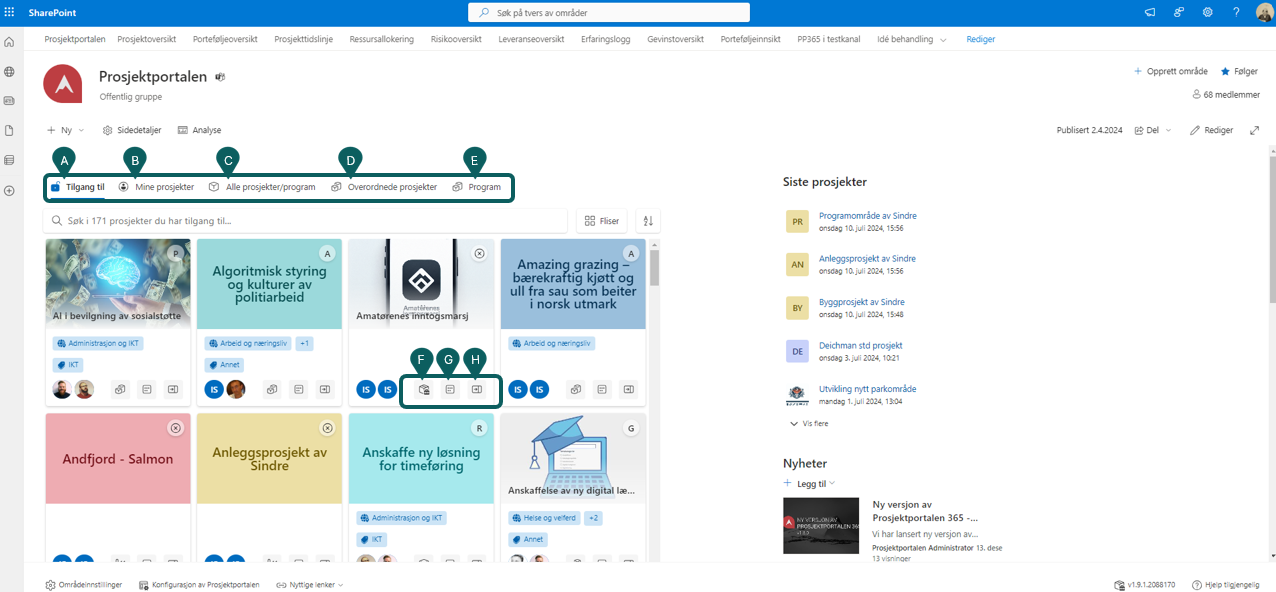 SharePoint
Søk på tvers av områder
Prosjektportalen Prosjektoversikt Porteføljeoversikt Prosjekttidslinje Ressursallokering Risikooversikt Leveranseoversikt Erfaringslogg Gevinstoversikt Porteføljeinnsikt PP365 i testkanal Idé behandling Rediger
Prosjektportalen
Offentlig gruppe
Opprett område Følger
68 medlemmer
Ny Sidedetaljer Analyse
Publisert 2.4.2024 Del Rediger
A B C D E
Tilgang til Mine prosjekter Alle prosjekter/program Overordnede prosjekter Program
Søk i 171 prosjekter du har tilgang til...
Fliser
P
AI i bevilgning av sosialstøtte
Administrasjon og IKT
IKT
A
Algoritmisk styring
og kulturer av
politiarbeid
Arbeid og næringsliv +1
Annet
IS
Amatørenes
Amatørenes inntogsmarsj
F G H
IS IS
A
Amazing grazing –
bærekraftig kjøtt og
ull fra sau som beiter
i norsk utmark
Arbeid og næringsliv
IS IS
Andfjord - Salmon
Anleggsprosjekt av
Sindre
R
Anskaffe ny løsning
for timeføring
Administrasjon og IKT
IKT
G
Anskaffelse av ny digital læ...
Helse og velferd +2
Annet
Siste prosjekter
PR
Programområde av Sindre
onsdag 10. juli 2024, 15:56
AN
Anleggsprosjekt av Sindre
onsdag 10. juli 2024, 15:56
BY
Byggprosjekt av Sindre
onsdag 10. juli 2024, 15:48
DE
Deichman std prosjekt
onsdag 3. juli 2024, 10:21
Utvikling nytt parkområde
mandag 1. juli 2024, 13:04
Vis flere
Nyheter
Legg til
NY VERSJON AV
PROSJEKTPORTALEN 365
Ny versjon av
Prosjektportalen 365 -...
Vi har lansert ny versjon av...
Prosjektportalen Administrator 13. dese
13 visninger
Områdeinnstillinger Konfigurasjon av Prosjektportalen Nyttige lenker
v1.9.1.2088170 Hjelp tilgjengelig